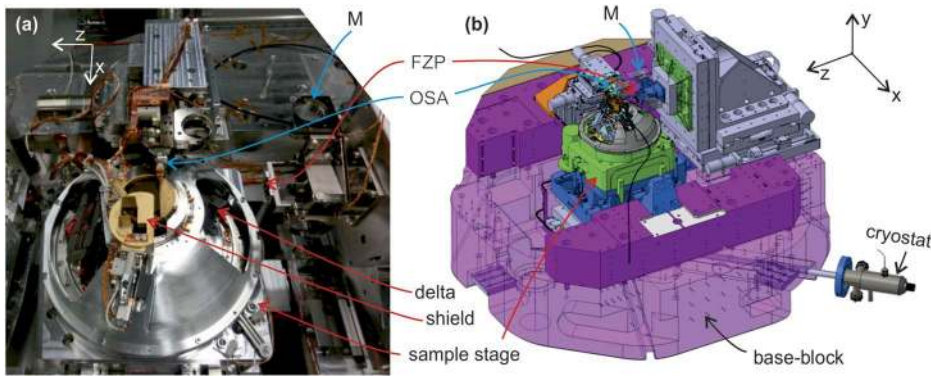 (a)
z
x
M
FZP
OSA
delta
shield
sample stage
(b)
M
y
z
x
cryostat
base-block